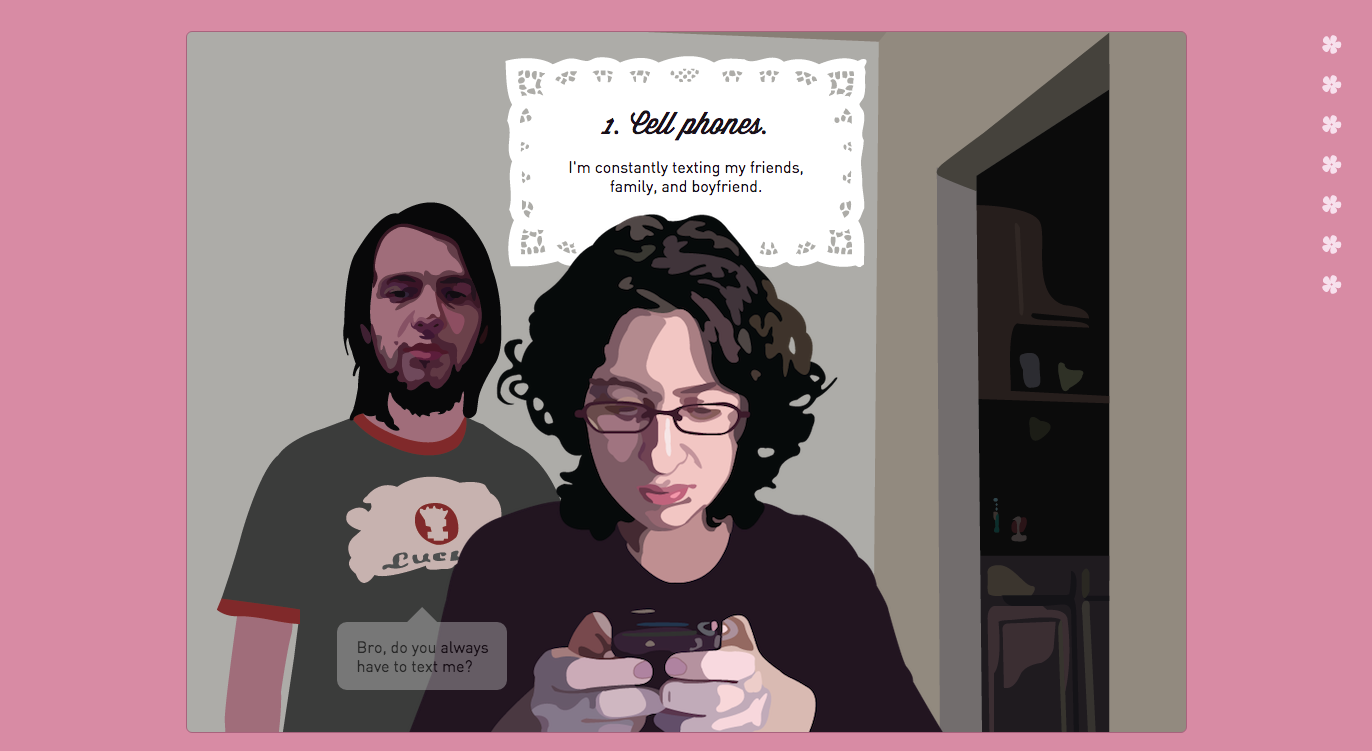 1. Cell phones.
I'm constantly texting my friends,
family, and boyfriend.
Bro, do you always
have to text me?